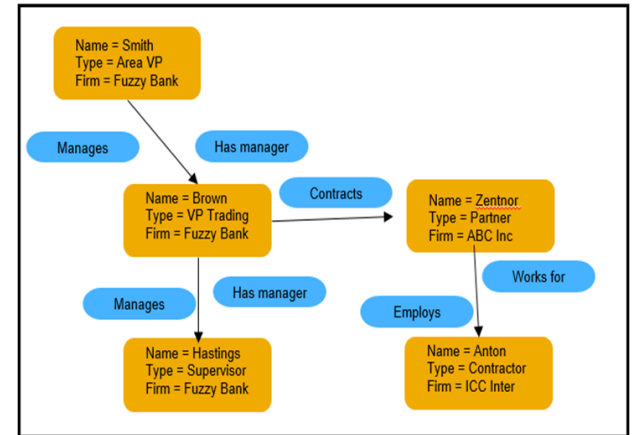 Name = Smith
Type = Area VP
Firm = Fuzzy Bank
Manages
Has manager
Name = Brown
Type = VP Trading
Firm = Fuzzy Bank
Contracts
Name = Zentnor
Type = Partner
Firm = ABC Inc
Manages
Has manager
Works for
Employs
Name = Hastings
Type = Supervisor
Firm = Fuzzy Bank
Name = Anton
Type = Contractor
Firm = ICC Inter